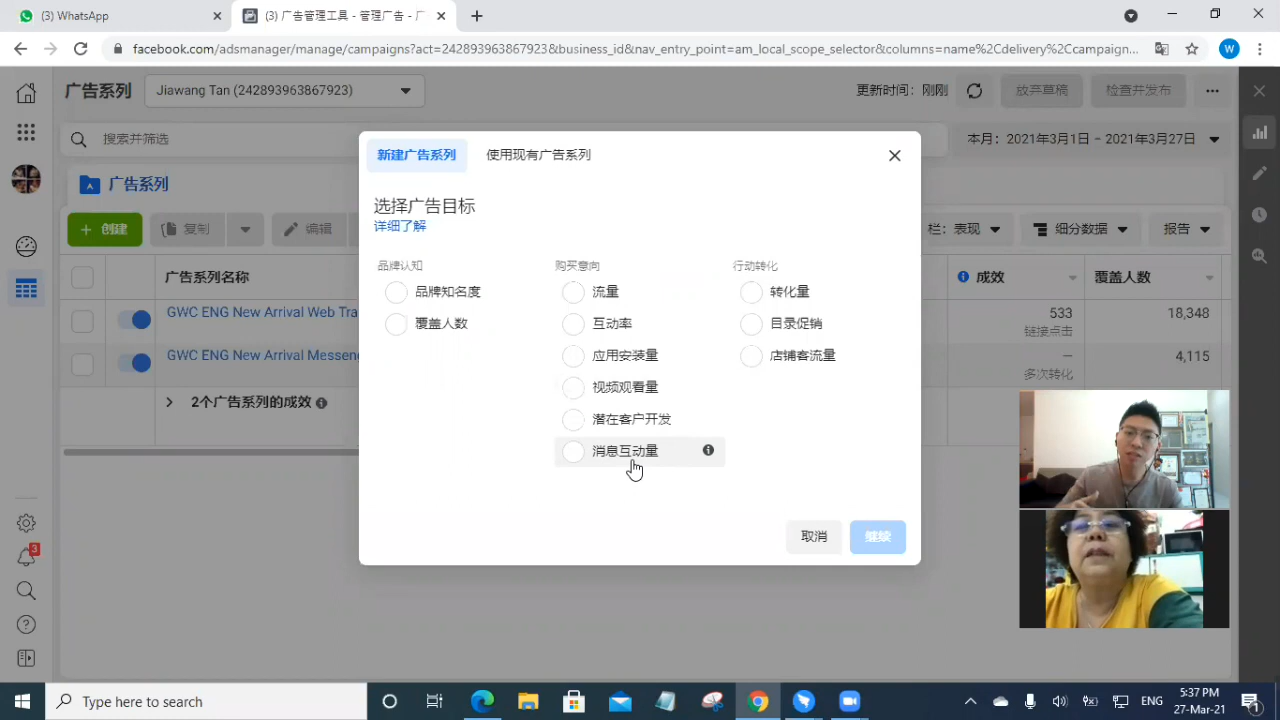 (3) WhatsApp
(3) 广告管理工具 - 管理广告 - 广
facebook.com/adsmanager/manage/campaigns?act=242893963867923&business_id&nav_entry_point=am_local_scope_selector&columns=name%2Cdelivery%2Ccampaign...
W
广告系列
Jiawang Tan (242893963867923)
更新时间：刚刚
放弃草稿
检查并发布
搜索并筛选
本月：2021年3月1日 – 2021年3月27日
广告系列
+ 创建
复制
编辑
栏：表现
细分数据
报告
广告系列名称
成效
覆盖人数
GWC ENG New Arrival Web Tra
533
链接点击
18,348
GWC ENG New Arrival Messen
—
多次转化
4,115
2个广告系列的成效
新建广告系列
使用现有广告系列
选择广告目标
详细了解
品牌认知
购买意向
行动转化
品牌知名度
流量
转化量
覆盖人数
互动率
目录促销
应用安装量
店铺客流量
视频观看量
潜在客户开发
消息互动量
取消
继续
3
Type here to search
ENG
5:37 PM
27-Mar-21
1